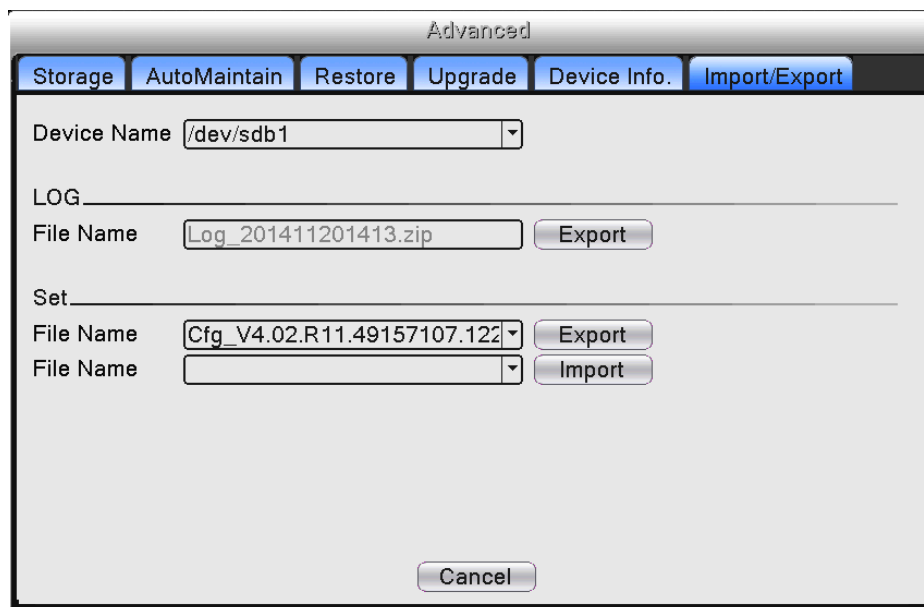 Advanced
Storage AutoMaintain Restore Upgrade Device Info. Import/Export
Device Name /dev/sdb1
LOG
File Name Log_201411201413.zip Export
Set
File Name Cfg_V4.02.R11.49157107.122 Export
File Name Import
Cancel